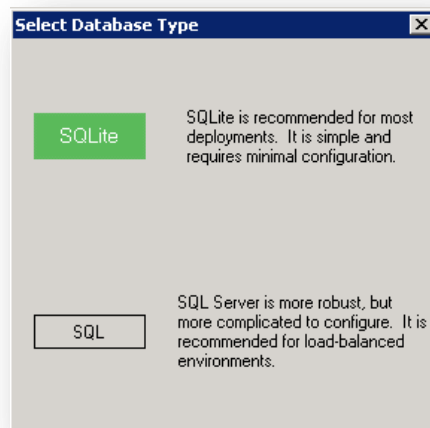 Select Database Type
SQLite
SQLite is recommended for most
deployments. It is simple and
requires minimal configuration.
SQL
SQL Server is more robust, but
more complicated to configure. It is
recommended for load-balanced
environments.